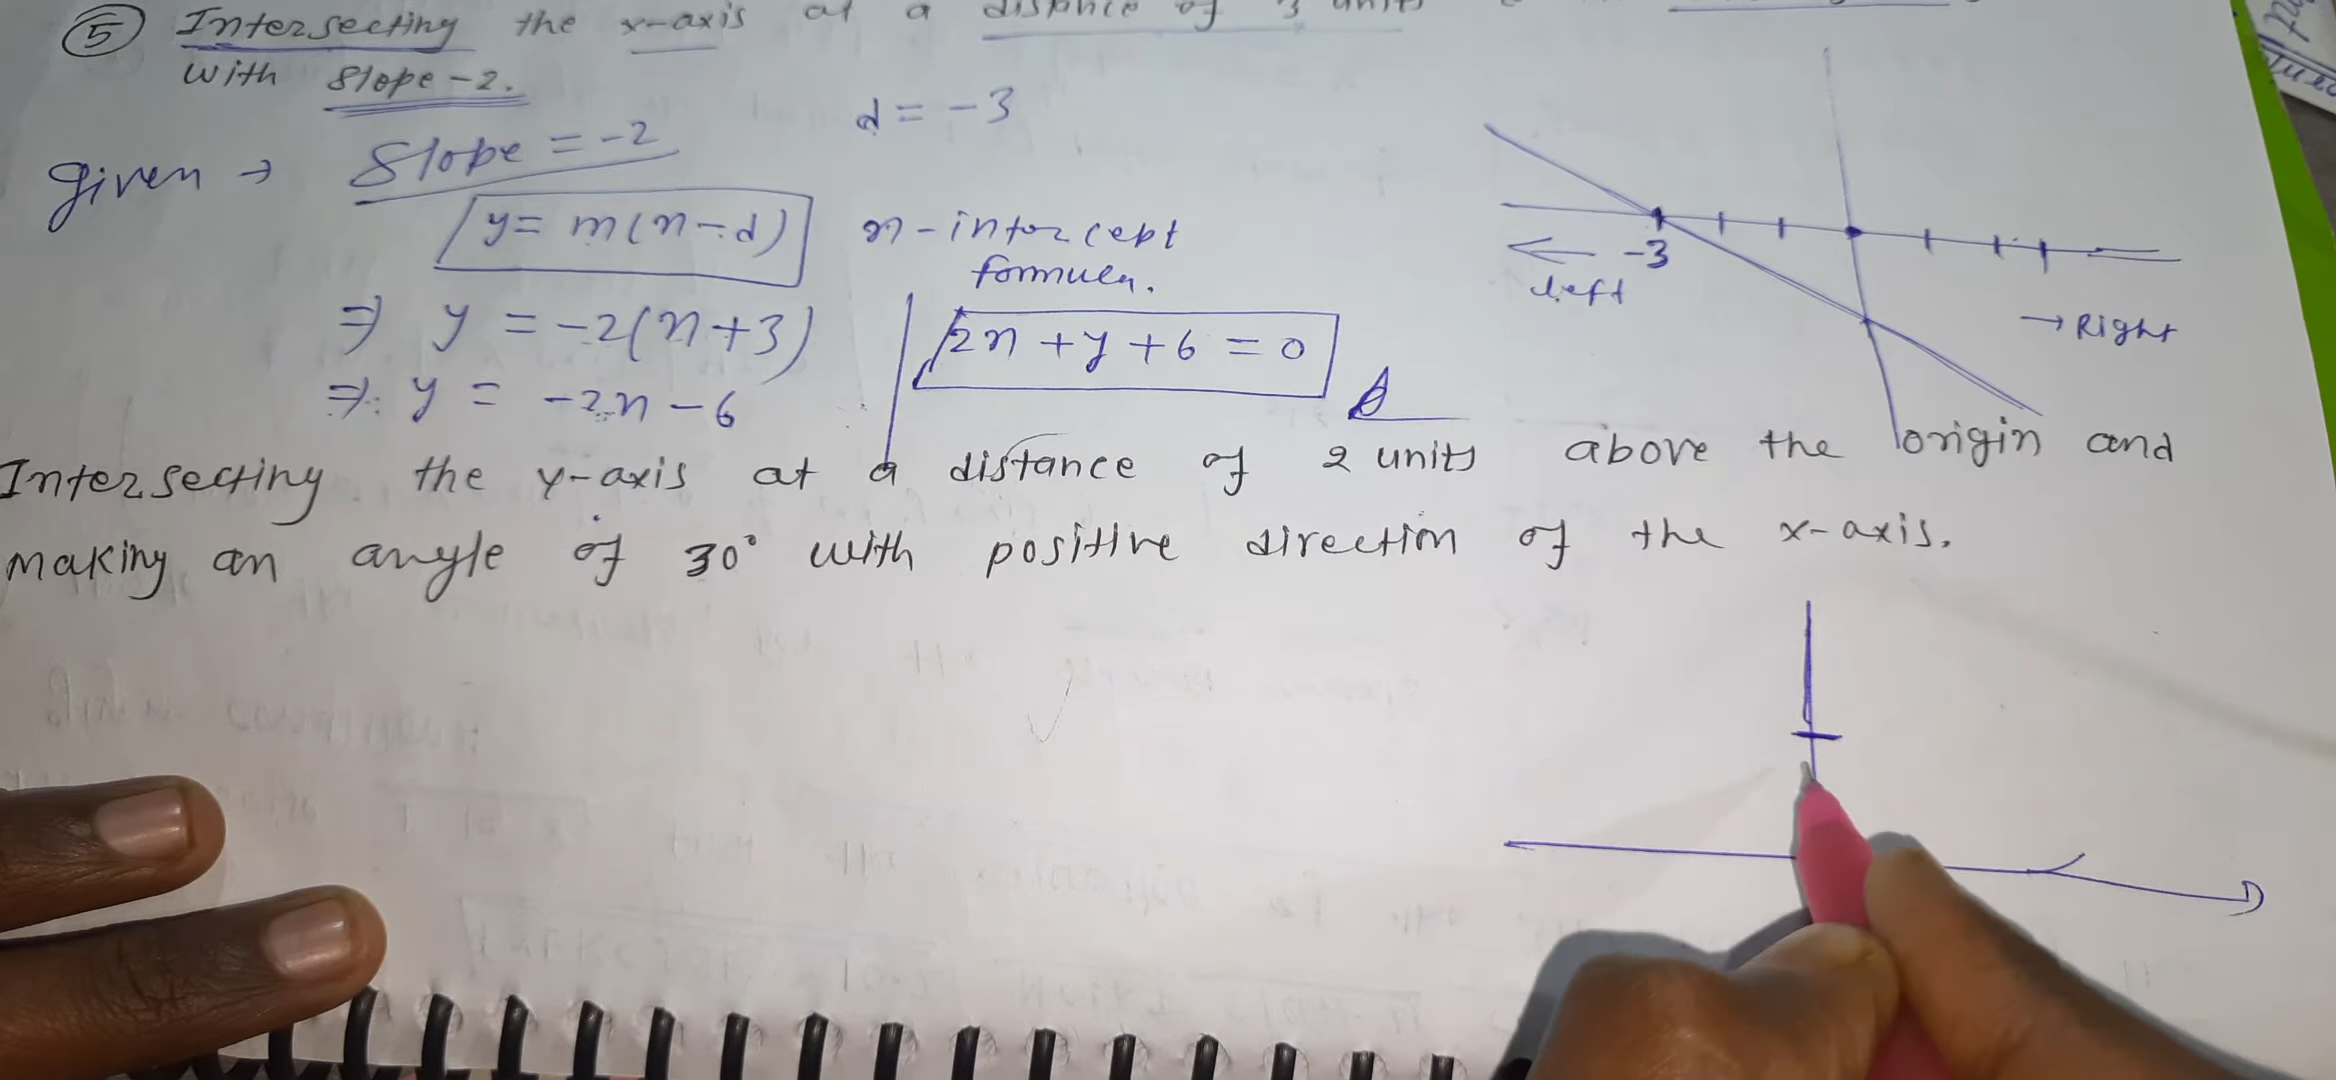 ⑤ Intersecting the x-axis at a distance of 3 units
with slope -2.
given → slope = -2
d = -3
y = m(x-d) x-intercept
formula.
⇒ y = -2(x+3)
⇒ y = -2x-6
2x+y+6=0
-3
← left
→ Right
Intersecting the y-axis at a distance of 2 units above the origin and
making an angle of 30° with positive direction of the x-axis.